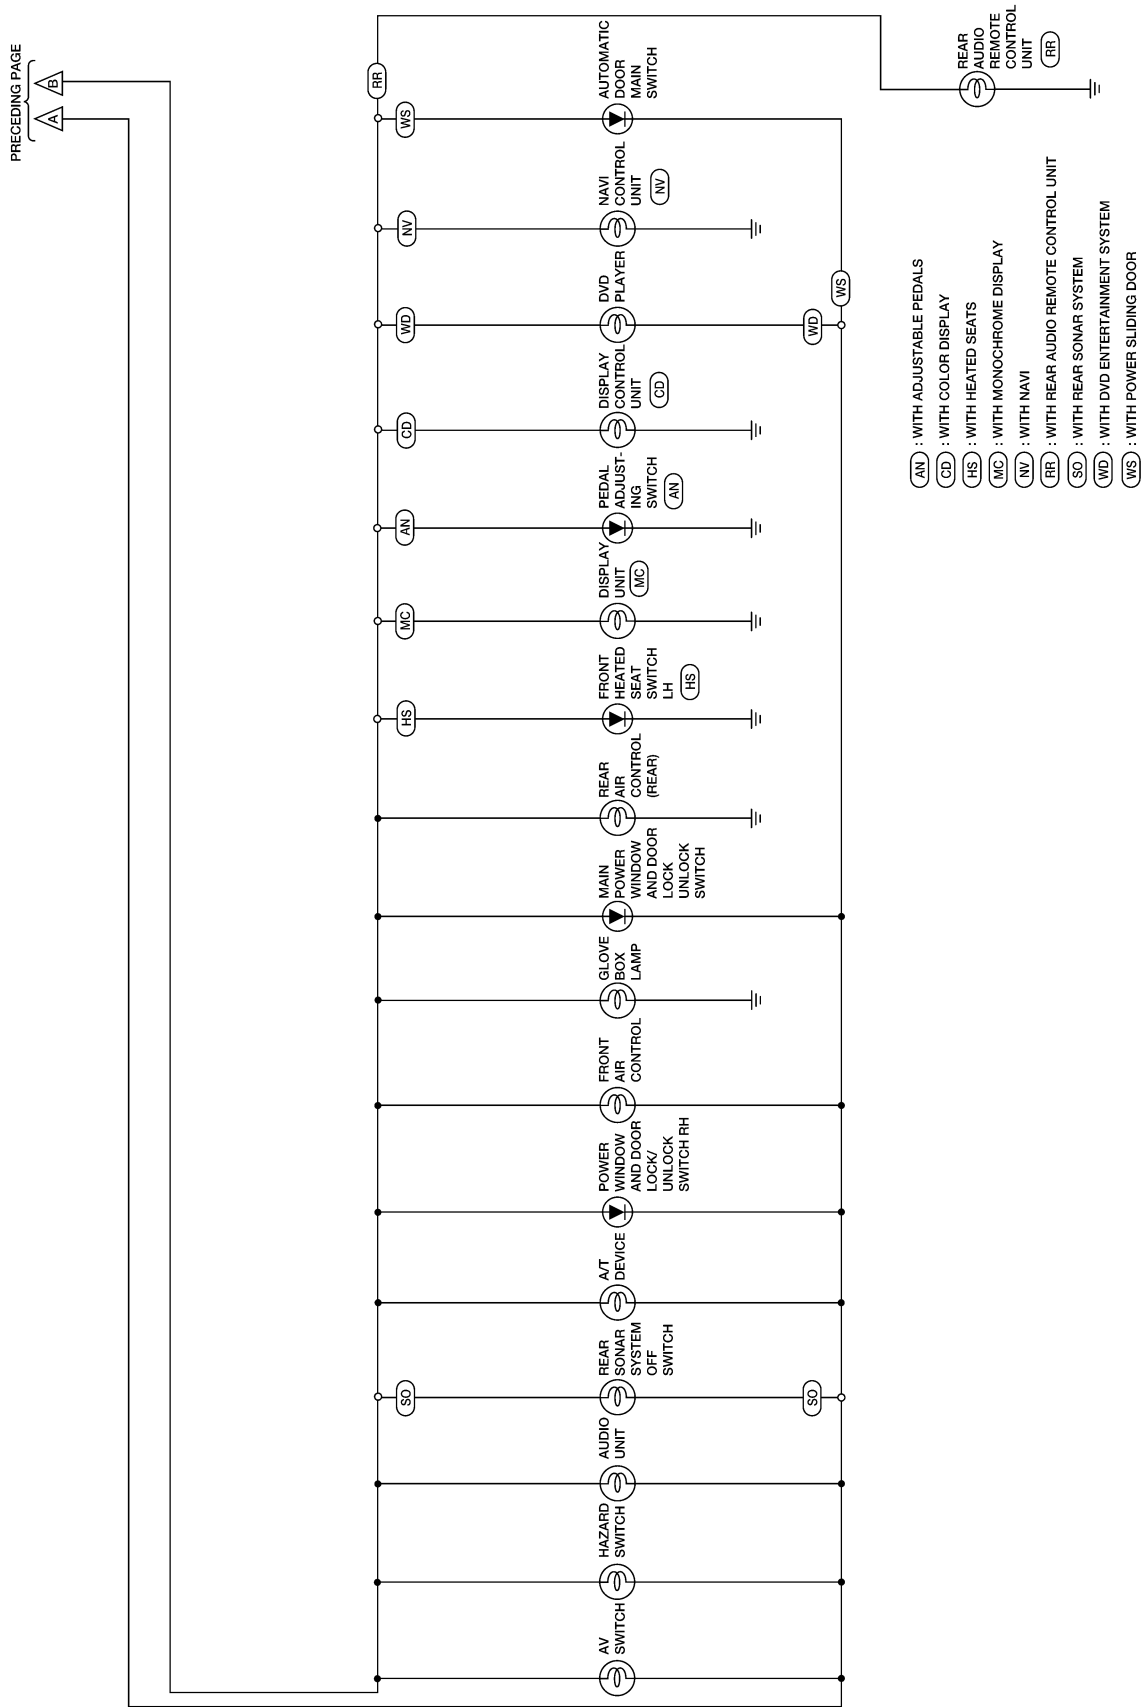 PRECEDING PAGE
A
B
RR
WS
AUTOMATIC
DOOR
MAIN
SWITCH
REAR
AUDIO
REMOTE
CONTROL
UNIT
RR
NV
NAVI
CONTROL
UNIT
NV
WD
DVD
PLAYER
WD
WS
CD
DISPLAY
CONTROL
UNIT
CD
AN
PEDAL
ADJUST-
ING
SWITCH
AN
MC
DISPLAY
UNIT
MC
HS
FRONT
HEATED
SEAT
SWITCH
LH
HS
REAR
AIR
CONTROL
(REAR)
MAIN
POWER
WINDOW
AND DOOR
LOCK
UNLOCK
SWITCH
GLOVE
BOX
LAMP
FRONT
AIR
CONTROL
POWER
WINDOW
AND DOOR
LOCK/
UNLOCK
SWITCH RH
A/T
DEVICE
SO
REAR
SONAR
SYSTEM
OFF
SWITCH
SO
AUDIO
UNIT
HAZARD
SWITCH
AV
SWITCH
AN : WITH ADJUSTABLE PEDALS
CD : WITH COLOR DISPLAY
HS : WITH HEATED SEATS
MC : WITH MONOCHROME DISPLAY
NV : WITH NAVI
RR : WITH REAR AUDIO REMOTE CONTROL UNIT
SO : WITH REAR SONAR SYSTEM
WD : WITH DVD ENTERTAINMENT SYSTEM
WS : WITH POWER SLIDING DOOR